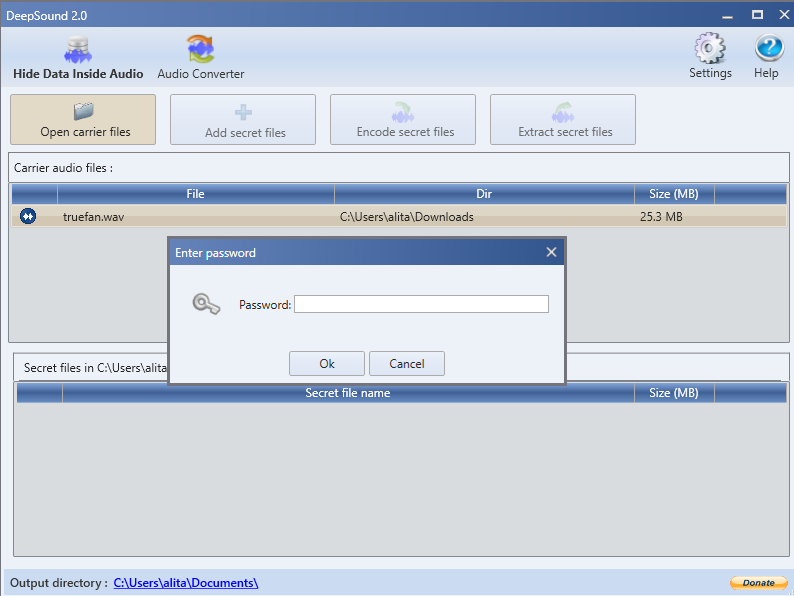 DeepSound 2.0
Hide Data Inside Audio
Audio Converter
Settings
Help
Open carrier files
Add secret files
Encode secret files
Extract secret files
Carrier audio files :
File Dir Size (MB)
truefan.wav C:\Users\alita\Downloads 25.3 MB
Enter password
Password:
Ok
Cancel
Secret files in C:\Users\alita
Secret file name Size (MB)
Output directory : C:\Users\alita\Documents\
Donate